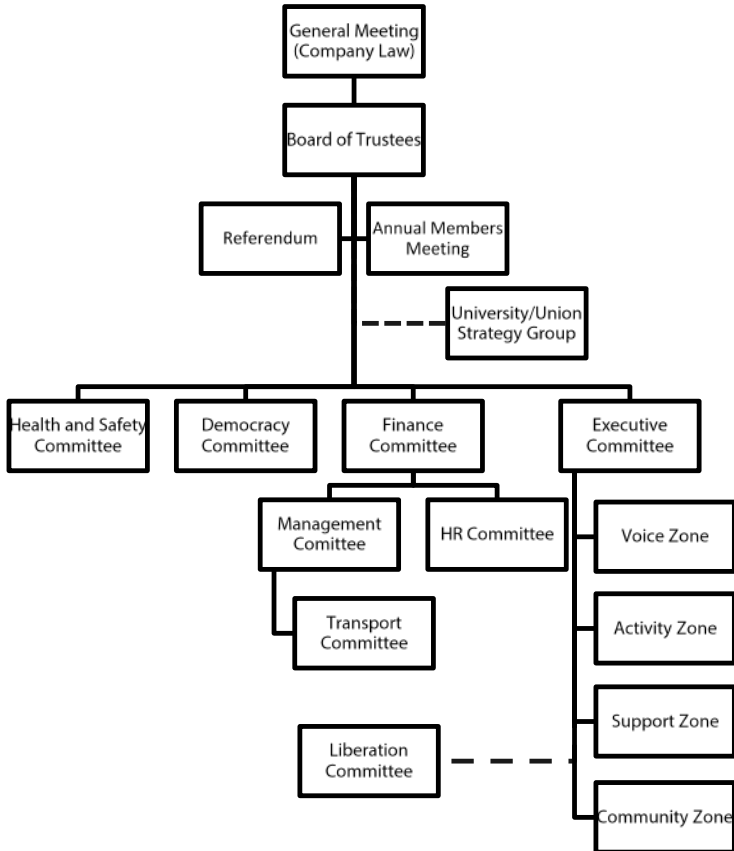 General Meeting
(Company Law)
Board of Trustees
Referendum
Annual Members
Meeting
University/Union
Strategy Group
Health and Safety
Committee
Democracy
Committee
Finance
Committee
Executive
Committee
Management
Comittee
HR Committee
Voice Zone
Transport
Committee
Activity Zone
Support Zone
Liberation
Committee
Community Zone